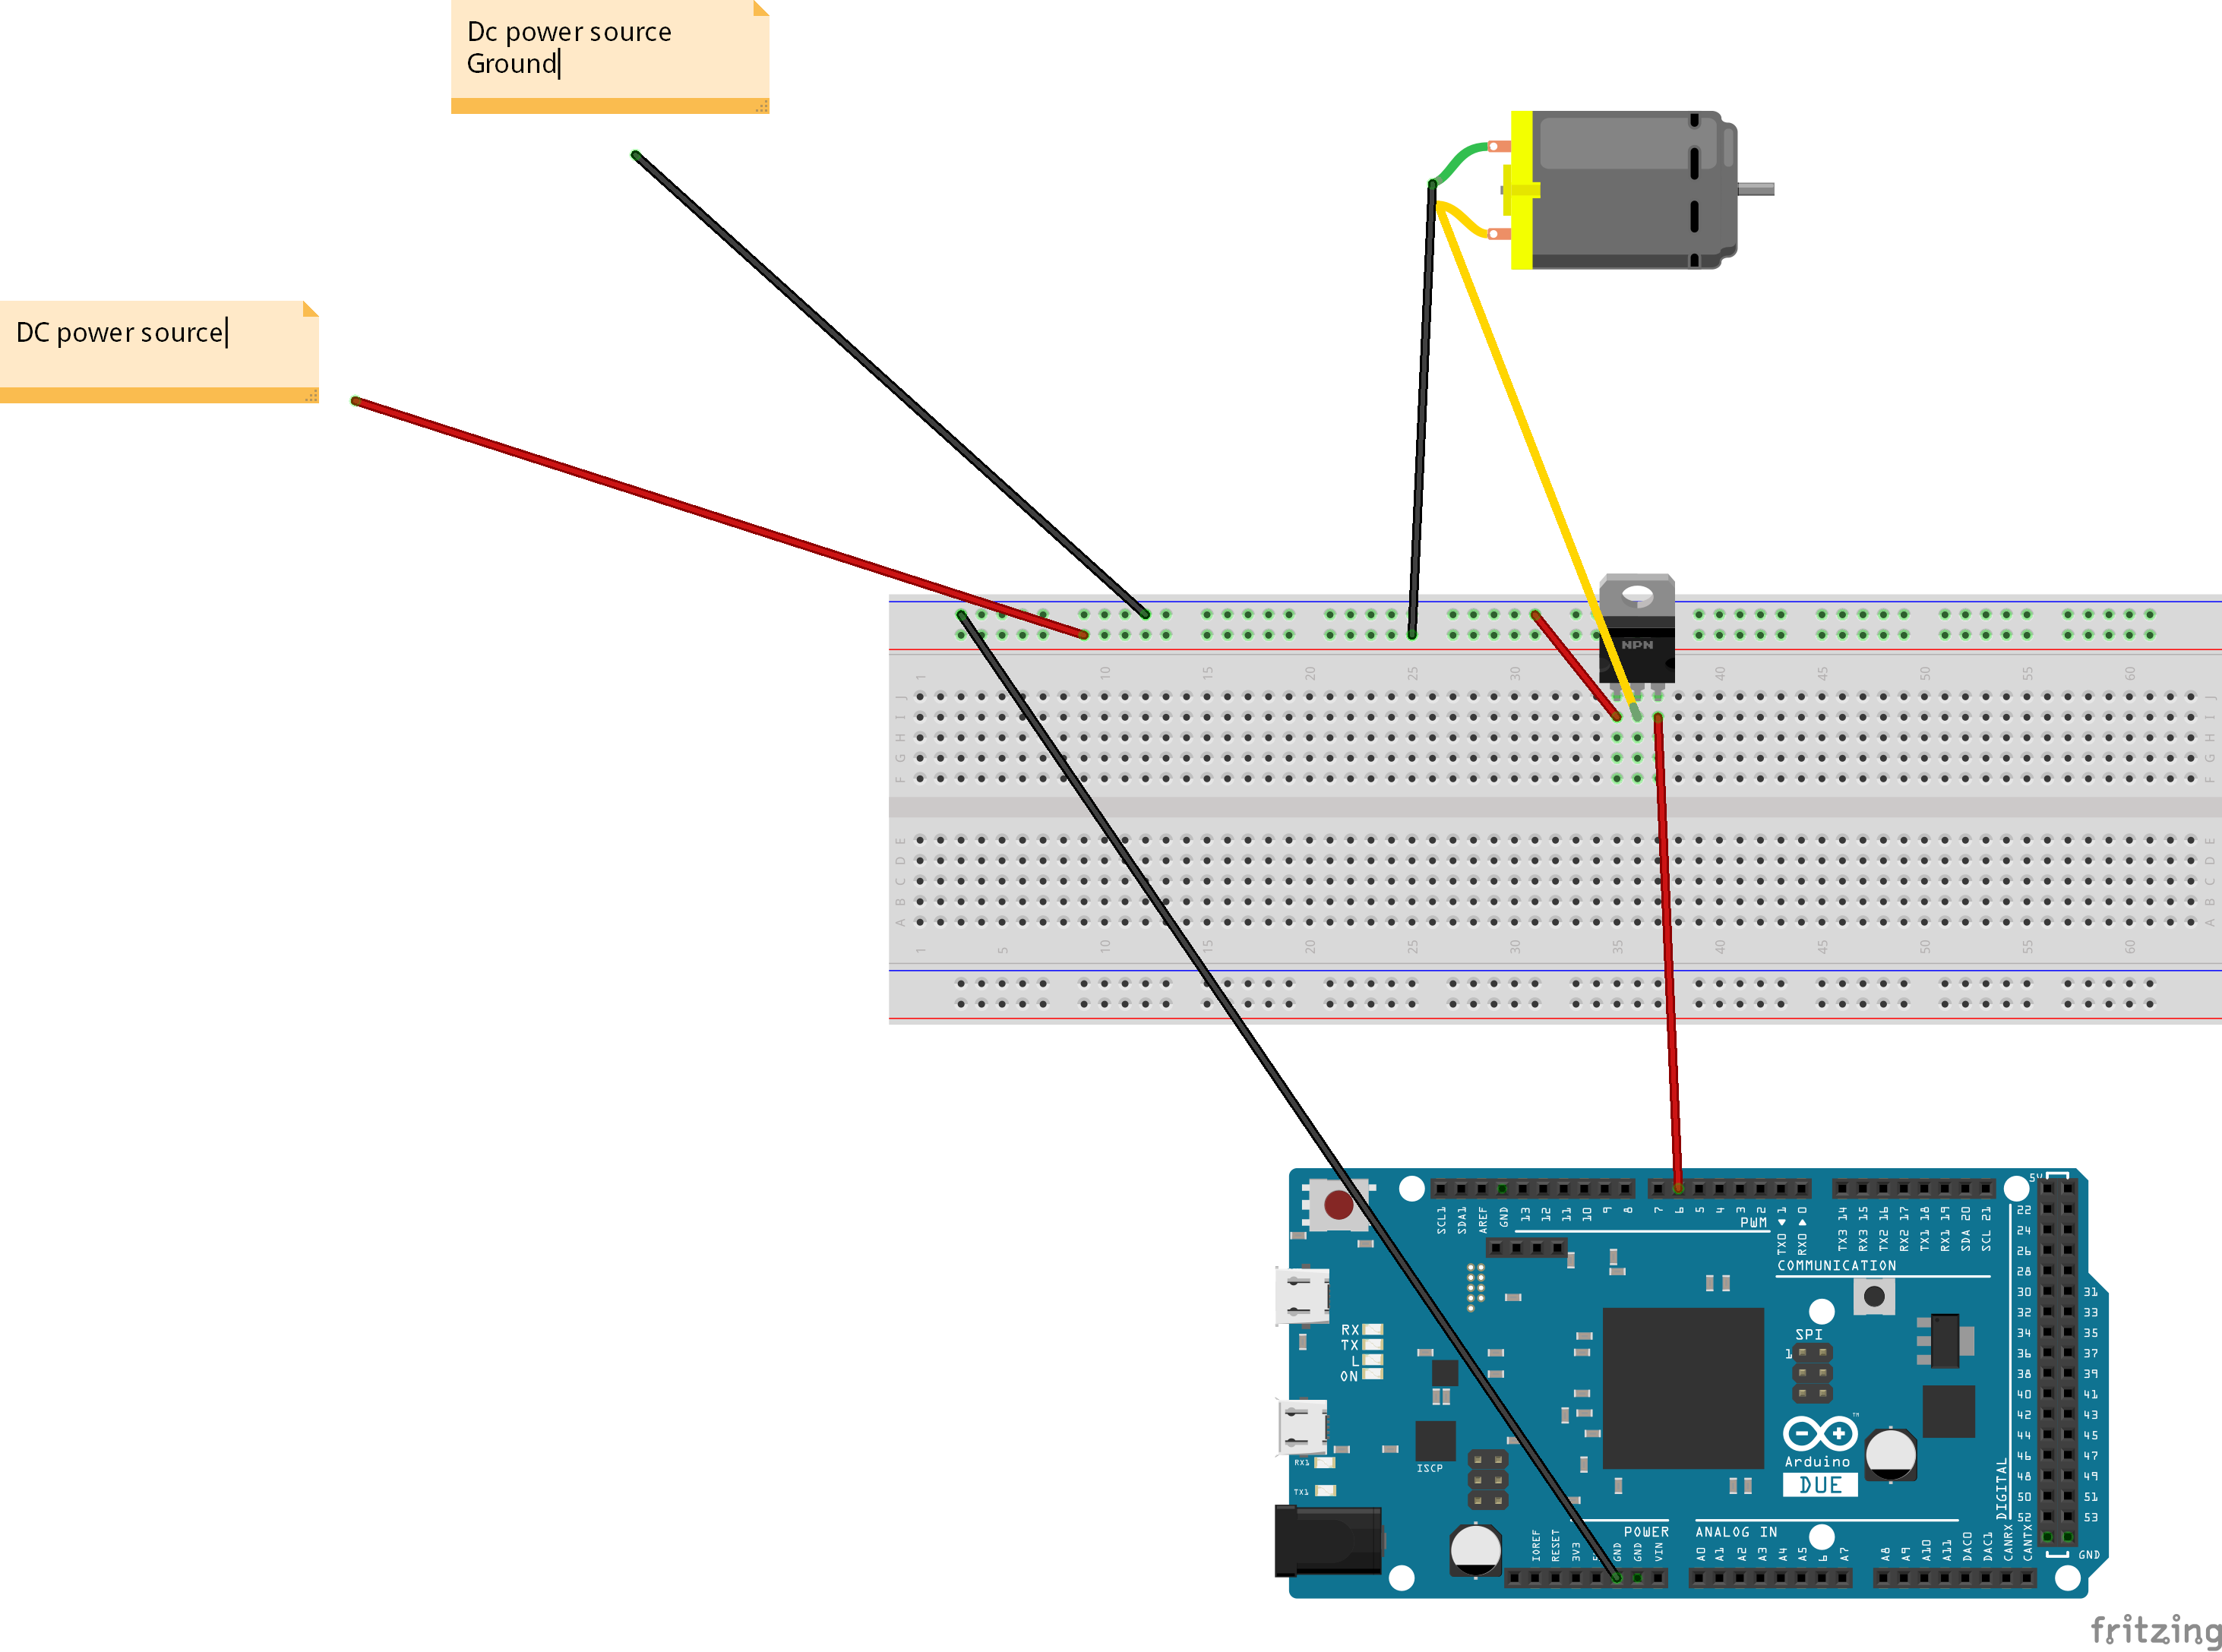 Dc power source
Ground
DC power source
NPN
1 10 15 20 25 30 40 45 50 55 60
J J
I I
H H
G G
F F
E E
D D
C C
B B
A A
1 5 10 15 20 25 30 35 40 45 50 55 60
SCL1 SDA1 AREF GND 13 12 11 10 9 8 7 6 5 4 3 2 TX0 1 RX0 0 TX3 14 RX3 15 TX2 16 RX2 17 TX1 18 RX1 19 SDA 20 SCL 21
PWM
COMMUNICATION
5V
22
24
26
28
30 31
32 33
34 35
36 37
38 39
40 41
42 43
44 45
46 47
48 49
50 51
52 53
GND
DIGITAL
RX
TX
L
ON
SPI
1
RX1
TX1
ISCP
Arduino
TM
DUE
POWER
ANALOG IN
IOREF RESET 3V3 GND GND VIN A0 A1 A2 A3 A4 A5 A7 A8 A9 A10 A11 DAC0 DAC1 CANRX CANTX
fritzing